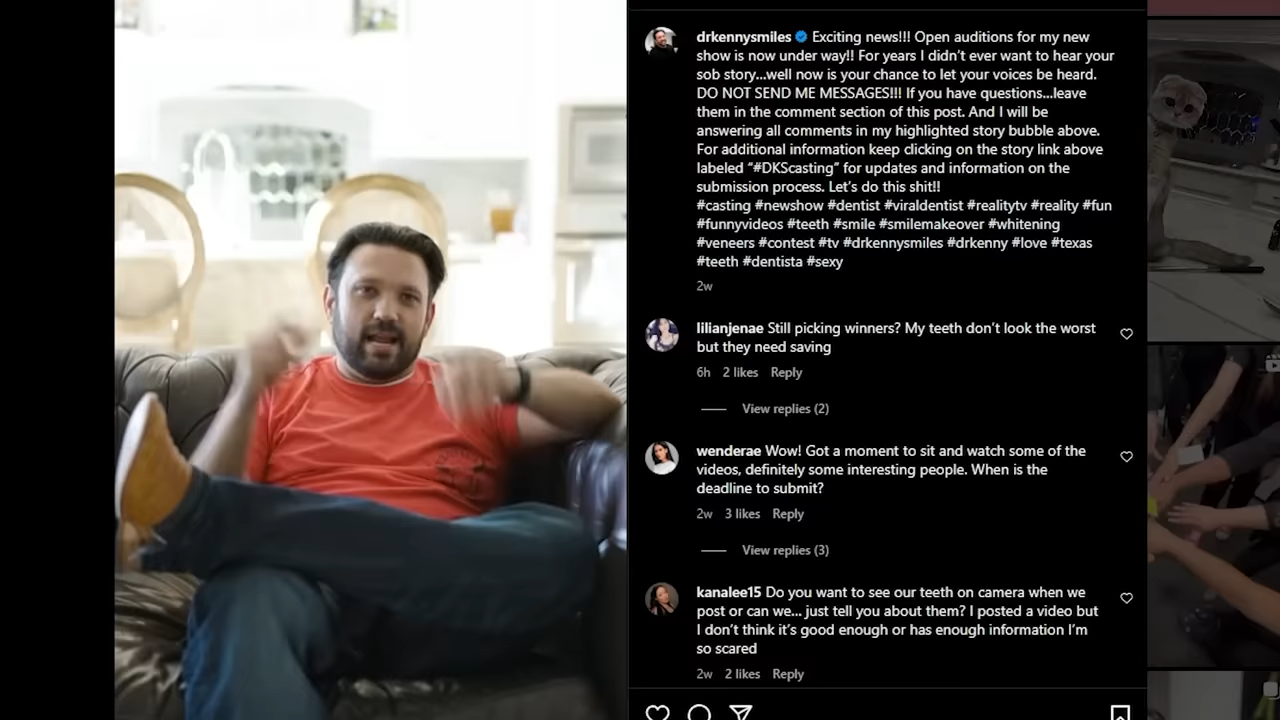 drkennysmiles Exciting news!!! Open auditions for my new
show is now under way!! For years I didn't ever want to hear your
sob story...well now is your chance to let your voices be heard.
DO NOT SEND ME MESSAGES!!! If you have questions...leave
them in the comment section of this post. And I will be
answering all comments in my highlighted story bubble above.
For additional information keep clicking on the story link above
labeled “#DKScasting” for updates and information on the
submission process. Let's do this shit!!
#casting #newshow #dentist #viraldentist #realitytv #reality #fun
#funnyvideos #teeth #smile #smilemakeover #whitening
#veneers #contest #tv #drkennysmiles #drkenny #love #texas
#teeth #dentista #sexy
2w
lilianjenae Still picking winners? My teeth don't look the worst
but they need saving
6h 2 likes Reply
View replies (2)
wenderae Wow! Got a moment to sit and watch some of the
videos, definitely some interesting people. When is the
deadline to submit?
2w 3 likes Reply
View replies (3)
kanalee15 Do you want to see our teeth on camera when we
post or can we... just tell you about them? I posted a video but
I don't think it's good enough or has enough information I'm
so scared
2w 2 likes Reply